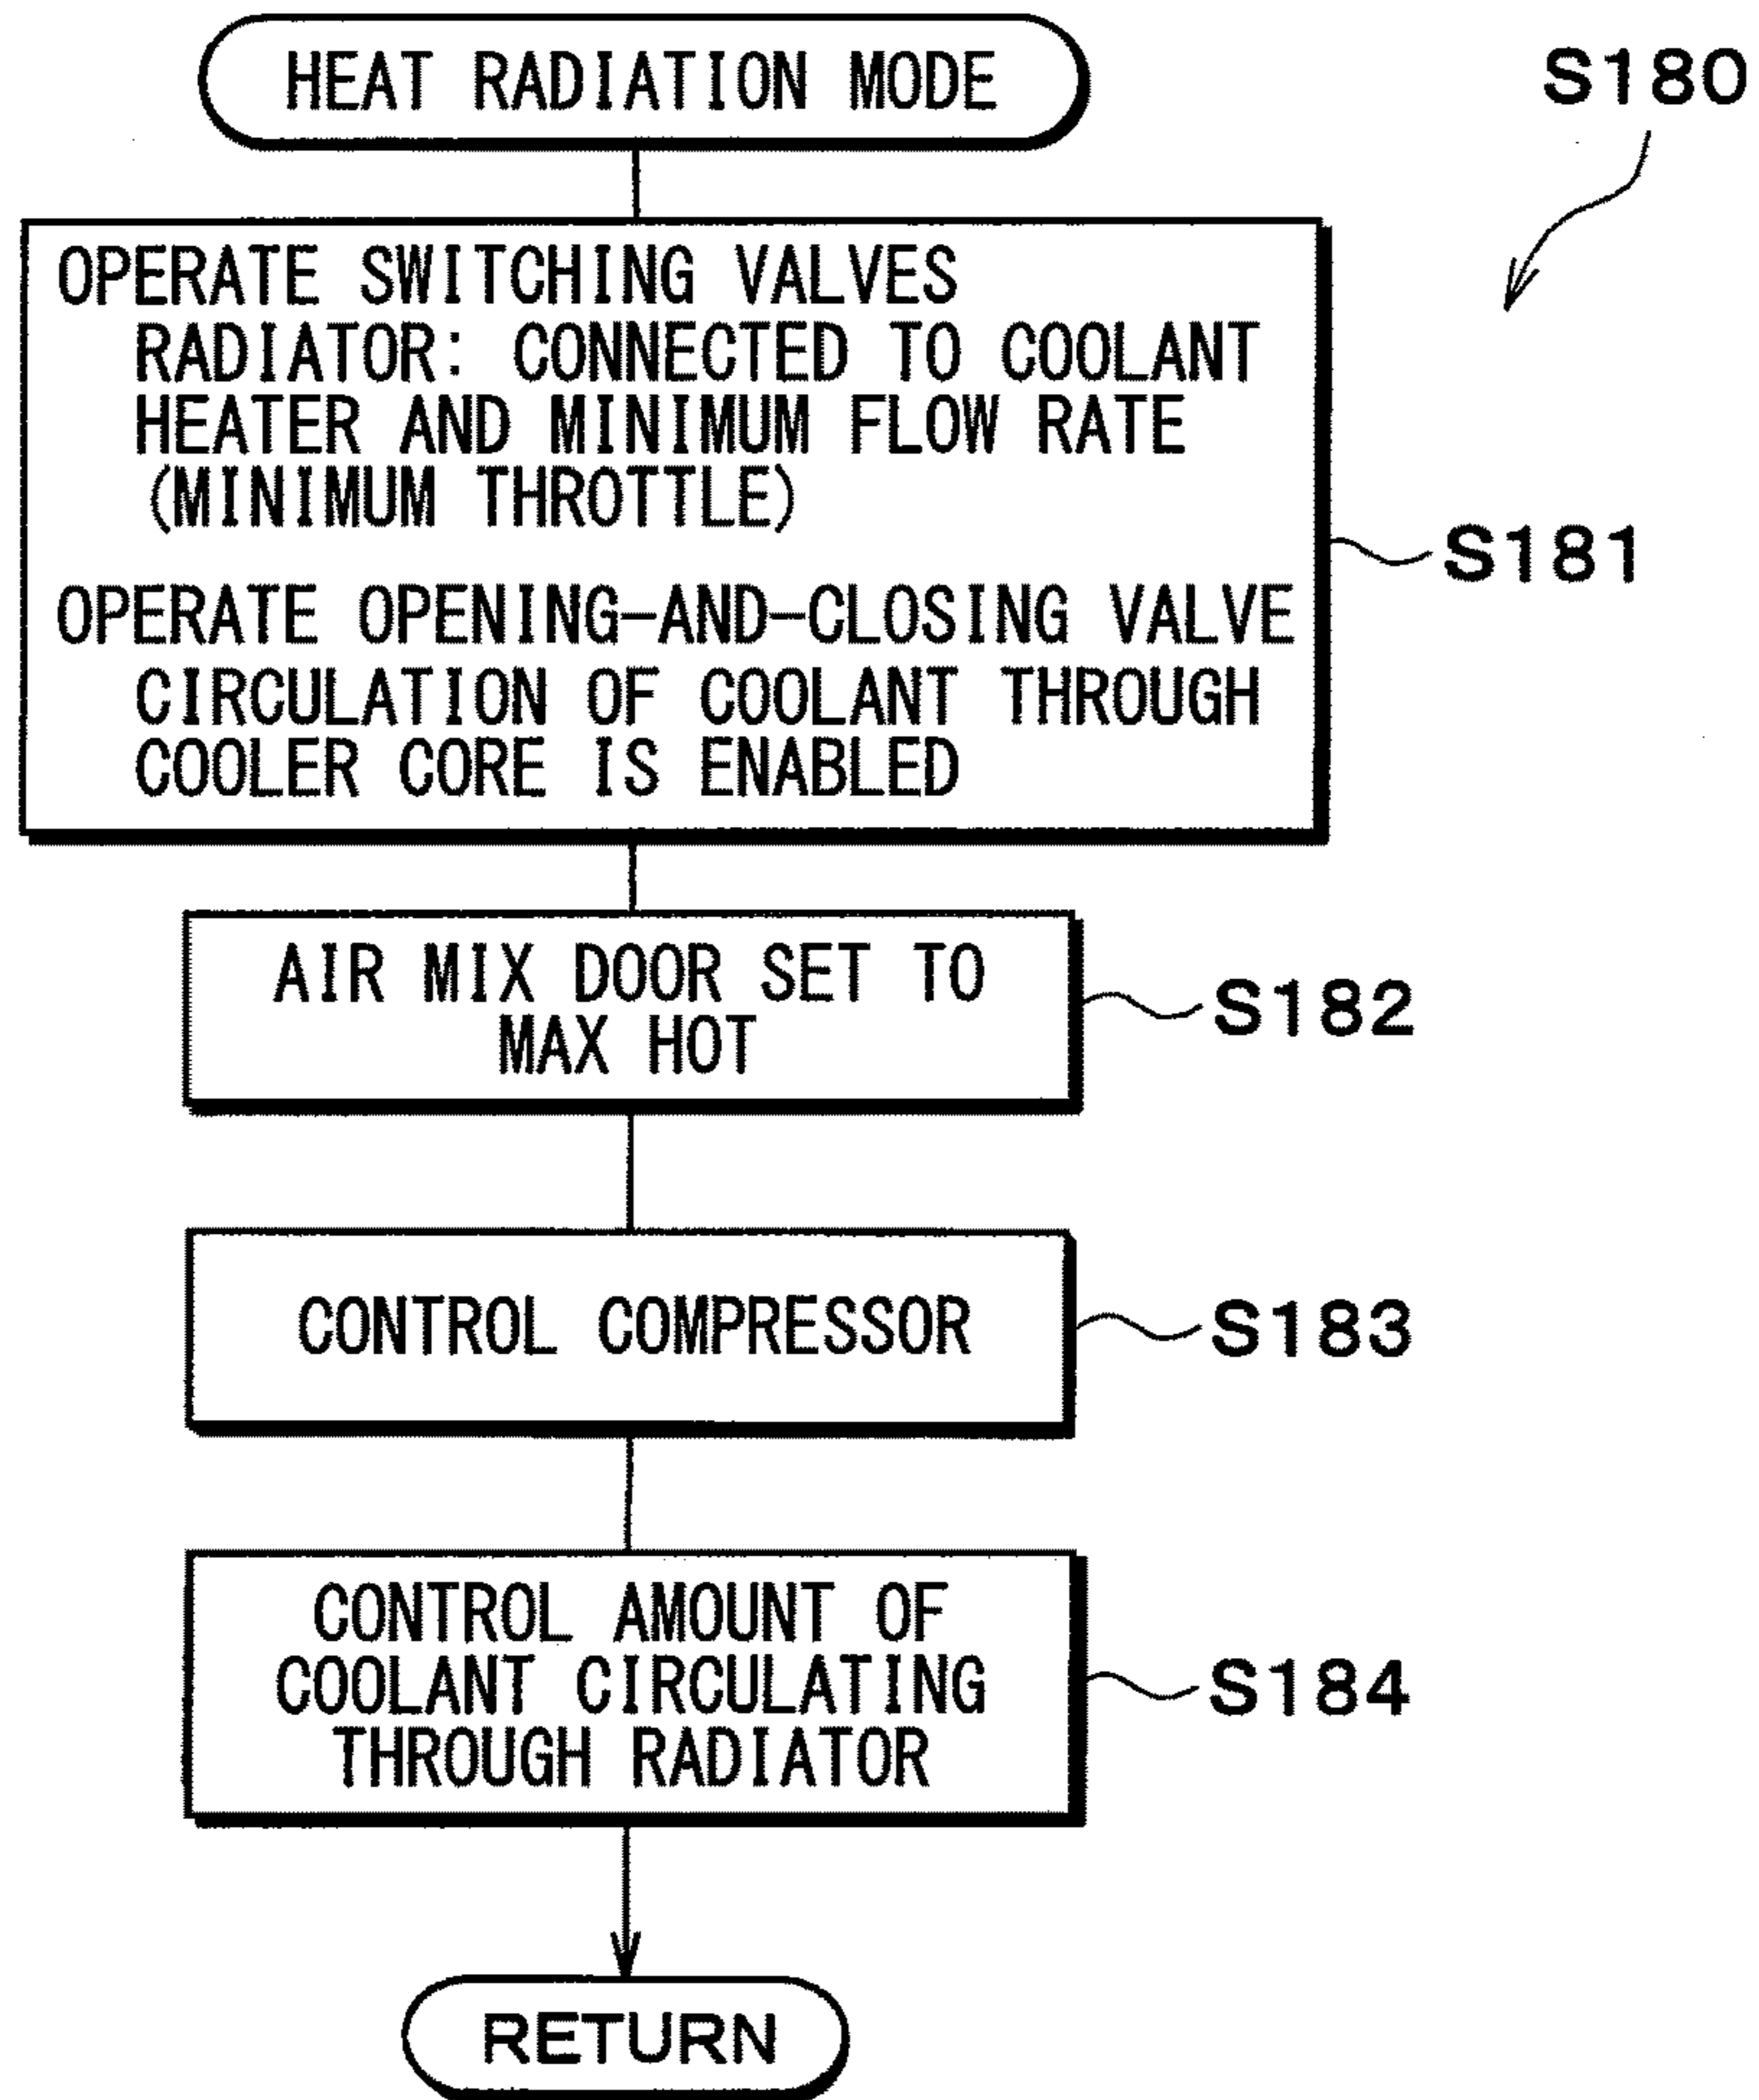 HEAT RADIATION MODE
S180
OPERATE SWITCHING VALVES
RADIATOR: CONNECTED TO COOLANT
HEATER AND MINIMUM FLOW RATE
(MINIMUM THROTTLE)
OPERATE OPENING-AND-CLOSING VALVE
CIRCULATION OF COOLANT THROUGH
COOLER CORE IS ENABLED
S181
AIR MIX DOOR SET TO
MAX HOT
S182
CONTROL COMPRESSOR
S183
CONTROL AMOUNT OF
COOLANT CIRCULATING
THROUGH RADIATOR
S184
RETURN